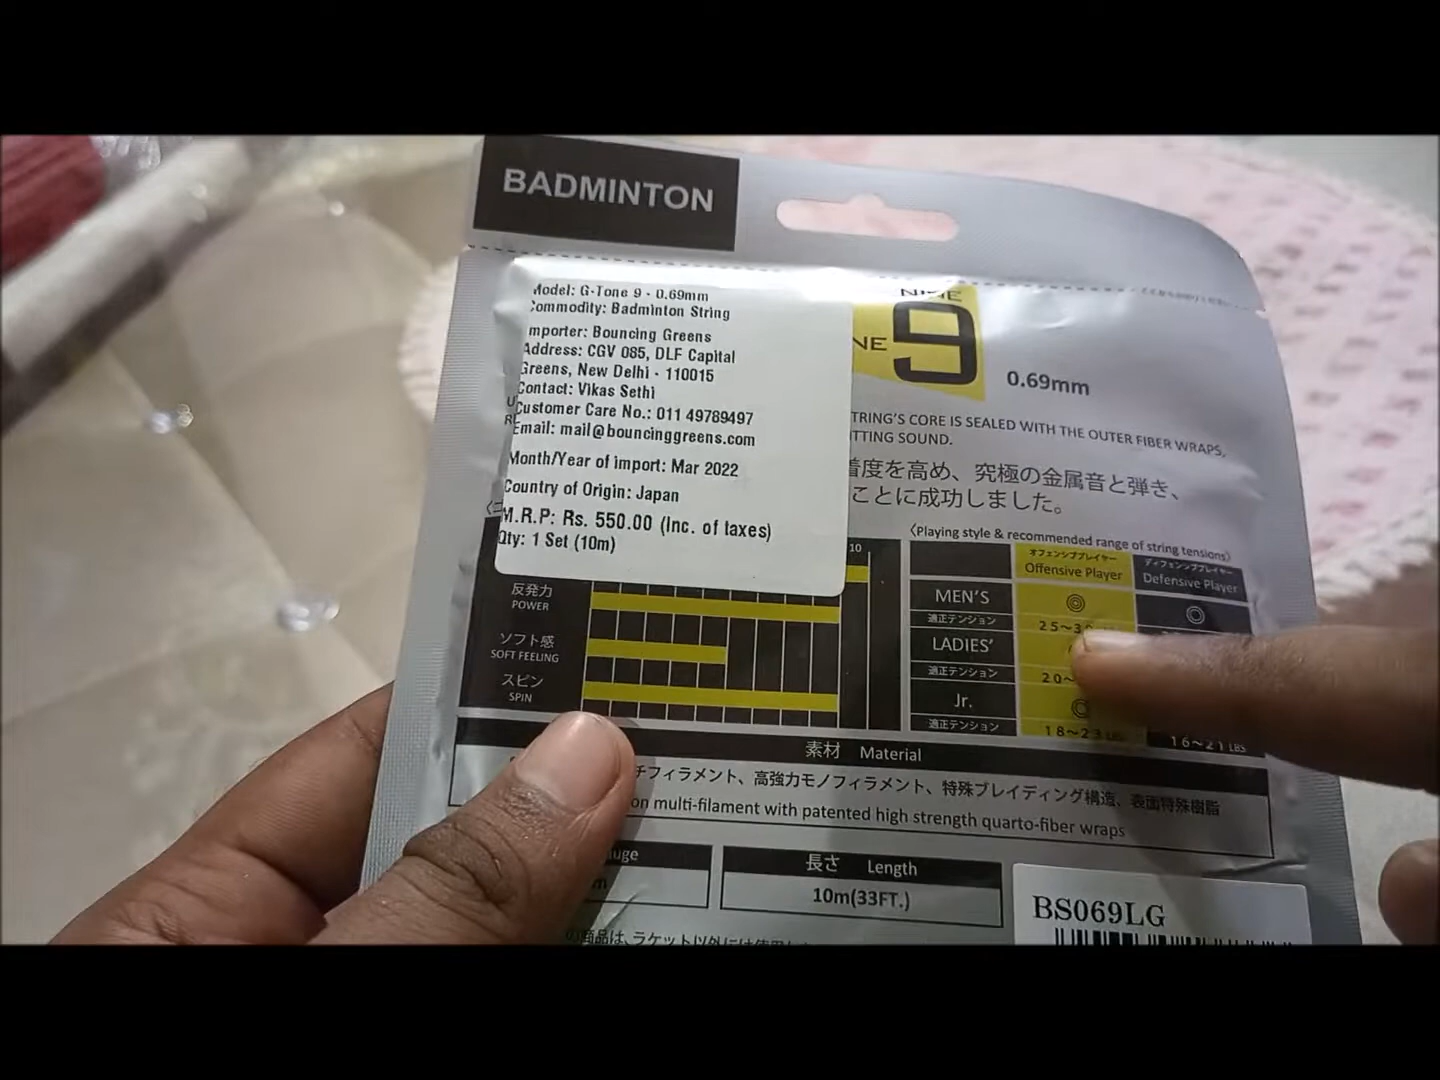 BADMINTON
Model: G-Tone 9 - 0.69mm
Commodity: Badminton String
Importer: Bouncing Greens
Address: CGV 085, DLF Capital
Greens, New Delhi - 110015
Contact: Vikas Sethi
Customer Care No.: 011 49789497
Email: mail@bouncinggreens.com
Month/Year of import: Mar 2022
Country of Origin: Japan
M.R.P: Rs. 550.00 (Inc. of taxes)
Qty: 1 Set (10m)
NINE
NE 9
0.69mm
TRING'S CORE IS SEALED WITH THE OUTER FIBER WRAPS,
TTING SOUND.
着度を高め、究極の金属音と弾き、
ことに成功しました。
10
反発力
POWER
ソフト感
SOFT FEELING
スピン
SPIN
〈Playing style & recommended range of string tensions〉
オフェンシブプレイヤー ディフェンシブプレイヤー
Offensive Player Defensive Player
MEN'S
適正テンション 25~3
LADIES'
適正テンション 20~
Jr.
適正テンション 18~23 16~21 LBS
素材 Material
チフィラメント、高強力モノフィラメント、特殊ブレイディング構造、表面特殊樹脂
on multi-filament with patented high strength quarto-fiber wraps
auge
m
長さ Length
10m(33FT.)
BS069LG